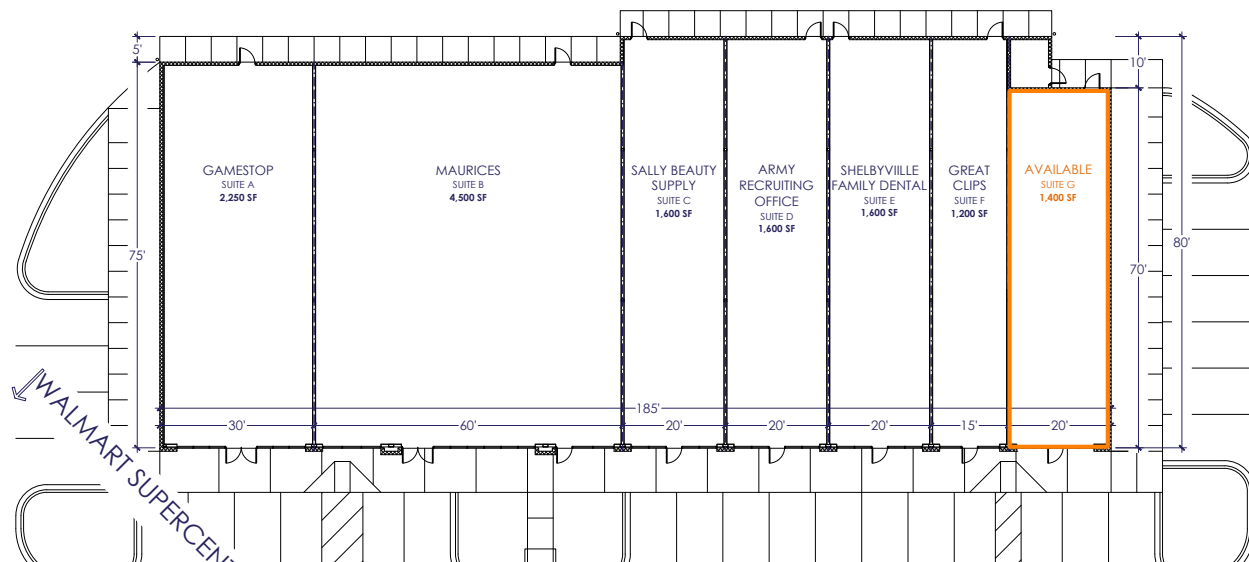 5'
10'
GAMESTOP
SUITE A
2,250 SF
MAURICES
SUITE B
4,500 SF
SALLY BEAUTY
SUPPLY
SUITE C
1,600 SF
ARMY
RECRUITING
OFFICE
SUITE D
1,600 SF
SHELBYVIILLE
FAMILY DENTAL
SUITE E
1,600 SF
GREAT
CLIPS
SUITE F
1,200 SF
AVAILABLE
SUITE G
1,400 SF
75'
70'
80'
185'
30'
60'
20'
20'
20'
15'
20'
WALMART SUPERCENT